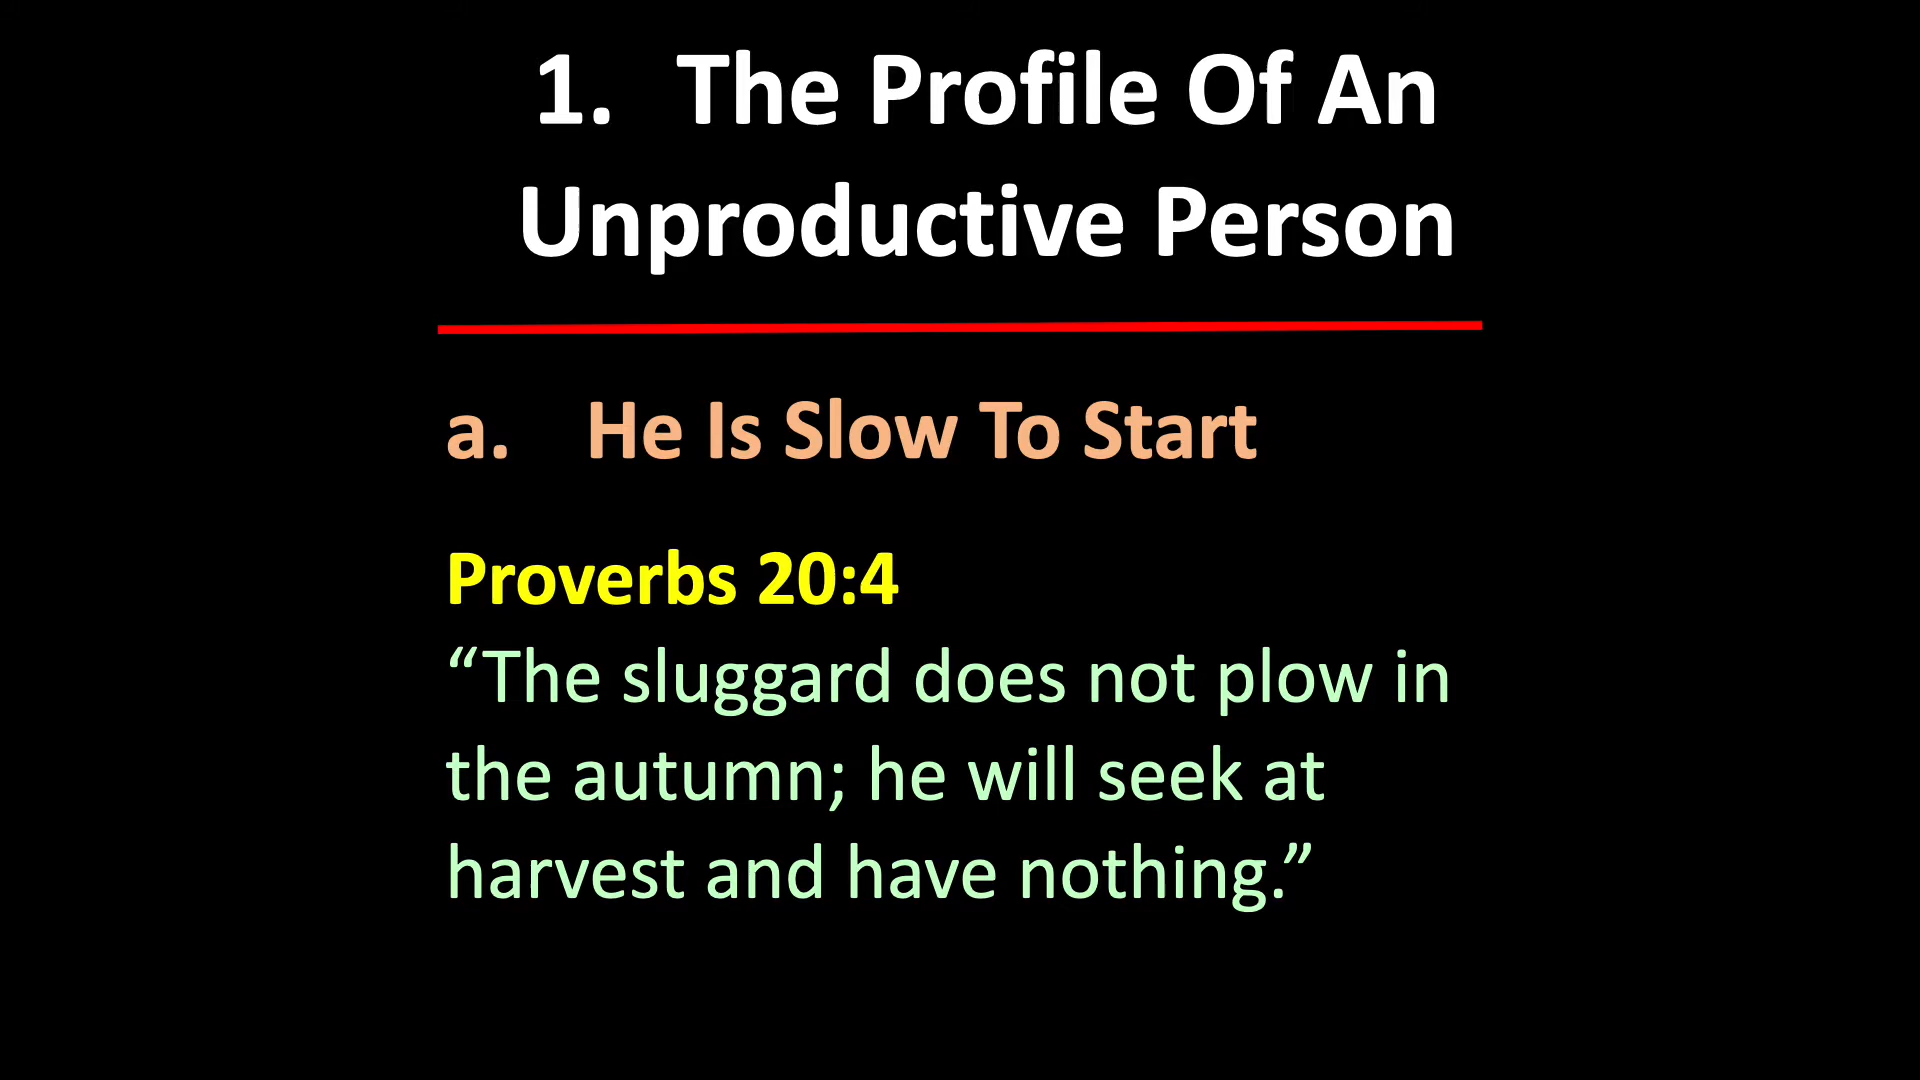 1. The Profile Of An
Unproductive Person
a. He Is Slow To Start
Proverbs 20:4
“The sluggard does not plow in
the autumn; he will seek at
harvest and have nothing.”